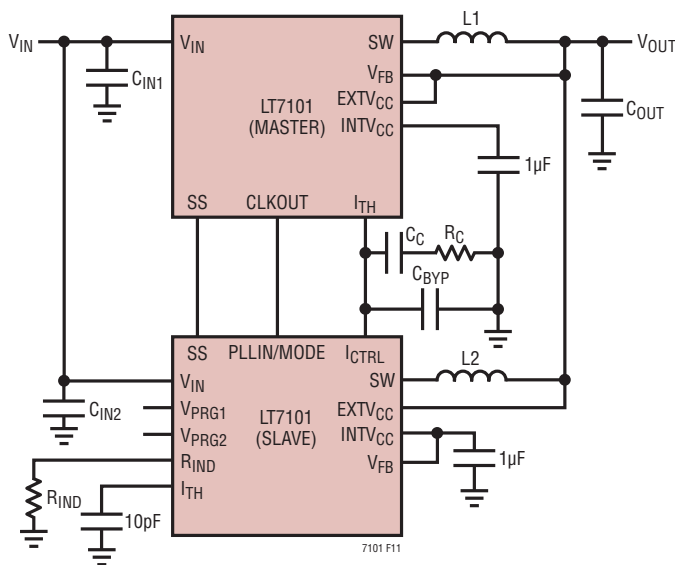 L1
VIN
VIN
SW
VOUT
CIN1
VFB
EXTVCC
COUT
LT7101
(MASTER)
INTVCC
1µF
SS
CLKOUT
ITH
CC
RC
CBYP
SS
PLLIN/MODE
ICTRL
L2
VIN
SW
CIN2
VPRG1
LT7101
(SLAVE)
EXTVCC
VPRG2
INTVCC
RIND
VFB
1µF
RIND
ITH
10pF
7101 F11